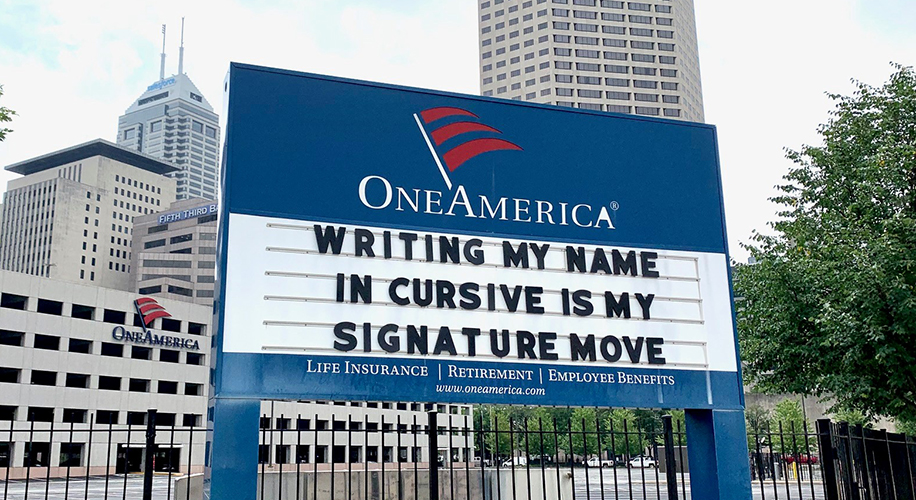 ONEAMERICA®
WRITING MY NAME
IN CURSIVE IS MY
SIGNATURE MOVE
LIFE INSURANCE | RETIREMENT | EMPLOYEE BENEFITS
www.oneamerica.com
FIFTH THIRD BA
ONEAMERICA